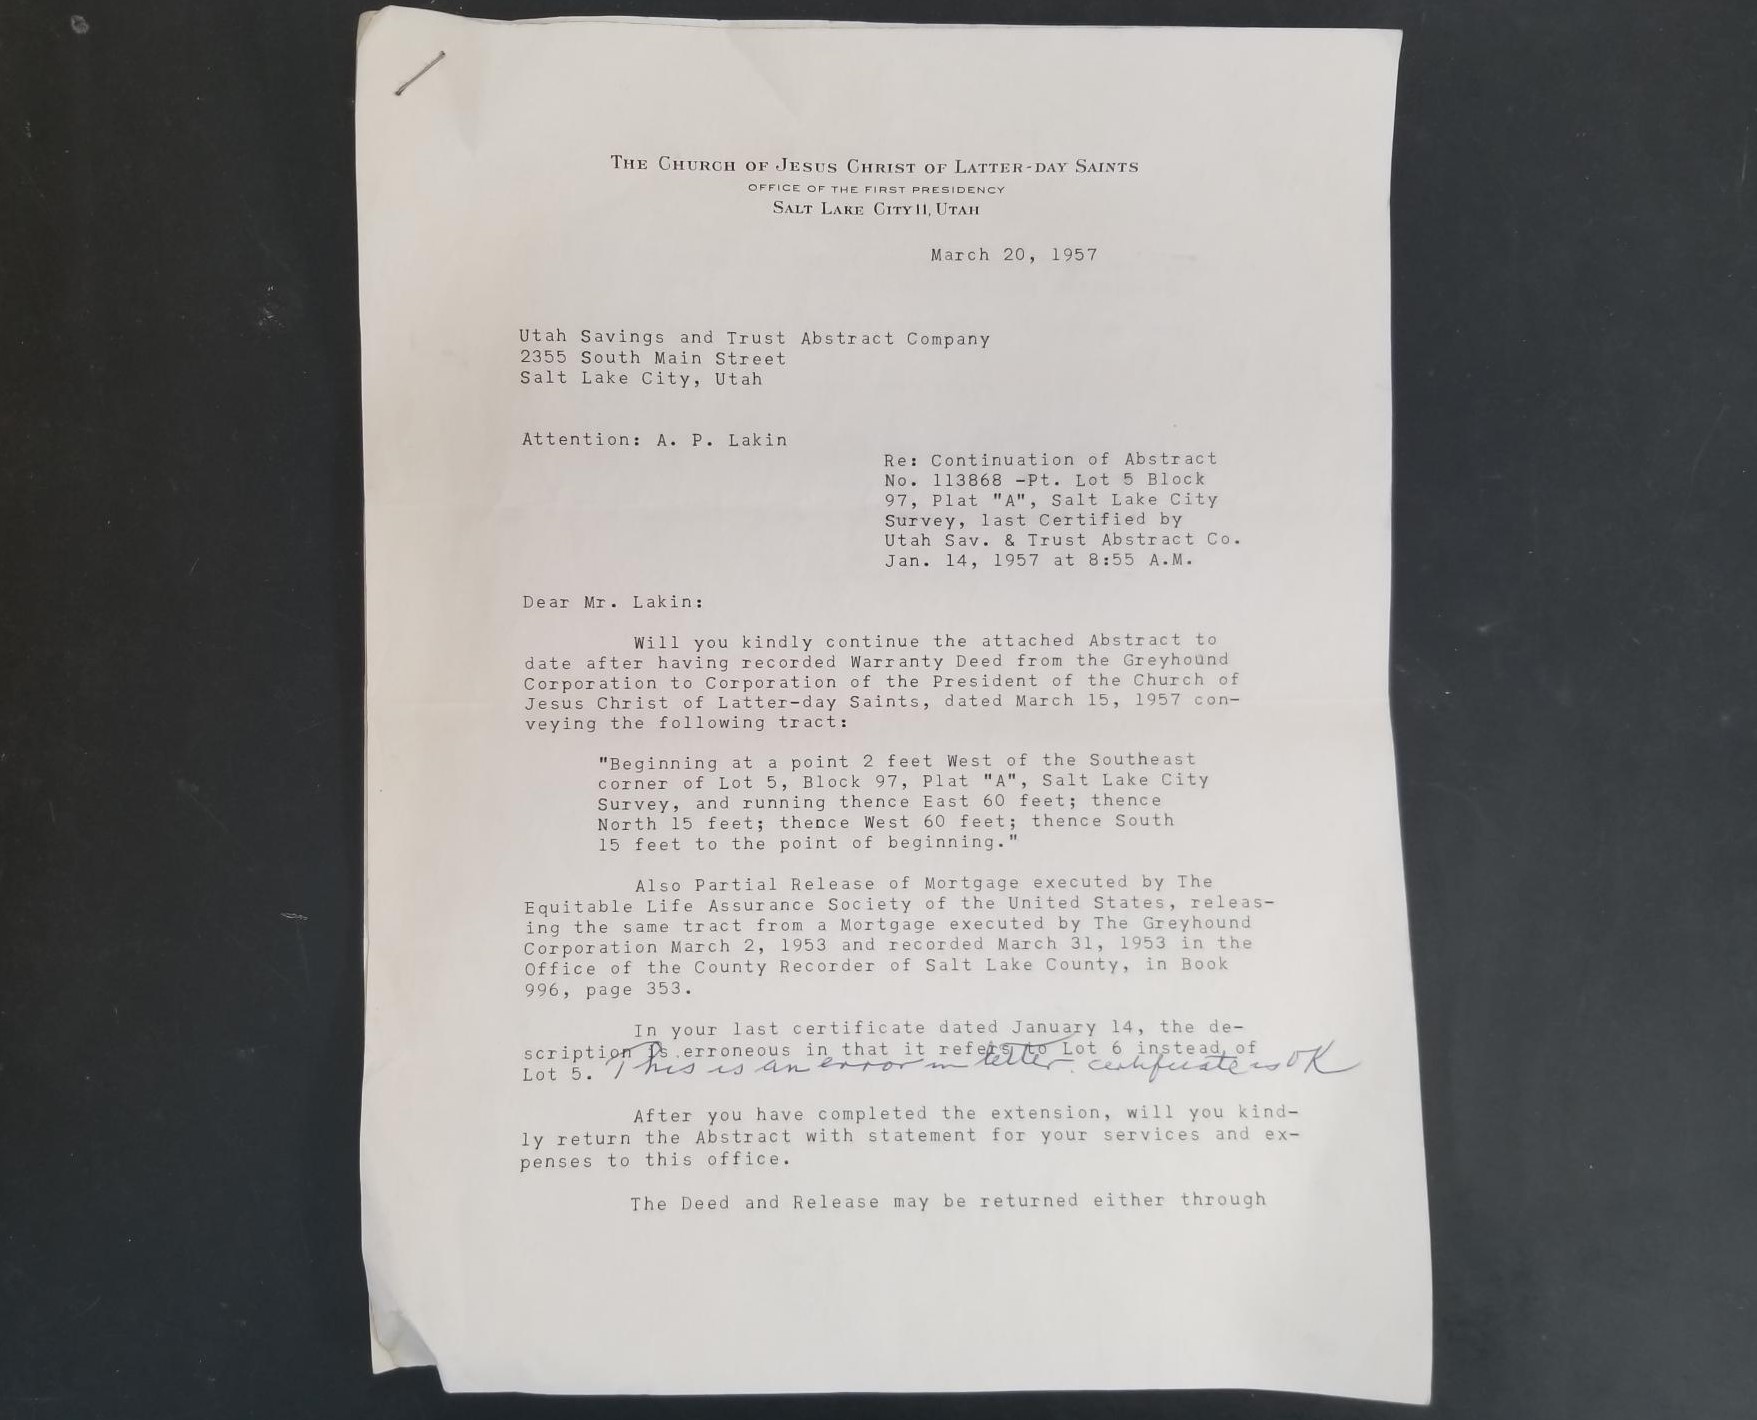 THE CHURCH OF JESUS CHRIST OF LATTER-DAY SAINTS
OFFICE OF THE FIRST PRESIDENCY
SALT LAKE CITY 11, UTAH
March 20, 1957
Utah Savings and Trust Abstract Company
2355 South Main Street
Salt Lake City, Utah
Attention: A. P. Lakin
Re: Continuation of Abstract
No. 113868 -Pt. Lot 5 Block
97, Plat "A", Salt Lake City
Survey, last Certified by
Utah Sav. & Trust Abstract Co.
Jan. 14, 1957 at 8:55 A.M.
Dear Mr. Lakin:
Will you kindly continue the attached Abstract to
date after having recorded Warranty Deed from the Greyhound
Corporation to Corporation of the President of the Church of
Jesus Christ of Latter-day Saints, dated March 15, 1957 con-
veying the following tract:
"Beginning at a point 2 feet West of the Southeast
corner of Lot 5, Block 97, Plat "A", Salt Lake City
Survey, and running thence East 60 feet; thence
North 15 feet; thence West 60 feet; thence South
15 feet to the point of beginning."
Also Partial Release of Mortgage executed by The
Equitable Life Assurance Society of the United States, releas-
ing the same tract from a Mortgage executed by The Greyhound
Corporation March 2, 1953 and recorded March 31, 1953 in the
Office of the County Recorder of Salt Lake County, in Book
996, page 353.
In your last certificate dated January 14, the de-
scription is erroneous in that it refers to Lot 6 instead of
Lot 5. This is an error in letter. certificate is OK
After you have completed the extension, will you kind-
ly return the Abstract with statement for your services and ex-
penses to this office.
The Deed and Release may be returned either through